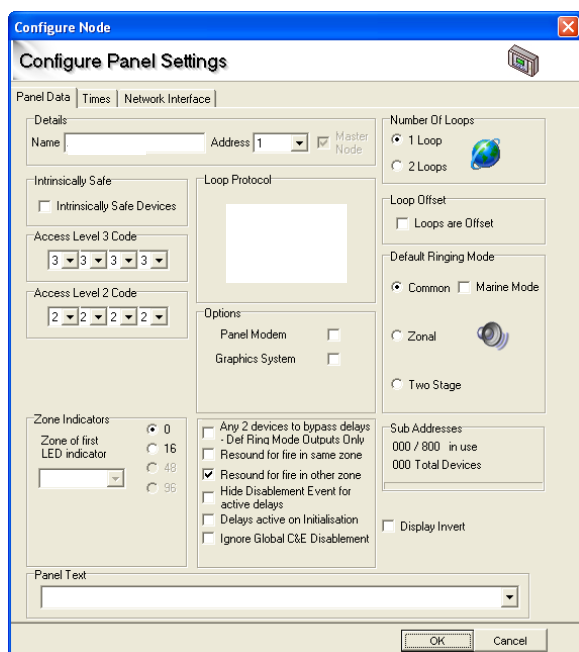 Configure Node
Configure Panel Settings
Panel Data
Times
Network Interface
Details
Name
Address 1
Master
Node
Number Of Loops
1 Loop
2 Loops
Intrinsically Safe
Intrinsically Safe Devices
Loop Protocol
Loop Offset
Loops are Offset
Access Level 3 Code
3 3 3 3
Access Level 2 Code
2 2 2 2
Default Ringing Mode
Common
Marine Mode
Zonal
Two Stage
Options
Panel Modem
Graphics System
Zone Indicators
Zone of first
LED indicator
0
16
48
96
Any 2 devices to bypass delays
- Def Ring Mode Outputs Only
Resound for fire in same zone
Resound for fire in other zone
Hide Disablement Event for
active delays
Delays active on Initialisation
Ignore Global C&E Disablement
Sub Addresses
000 / 800 in use
000 Total Devices
Display Invert
Panel Text
OK
Cancel